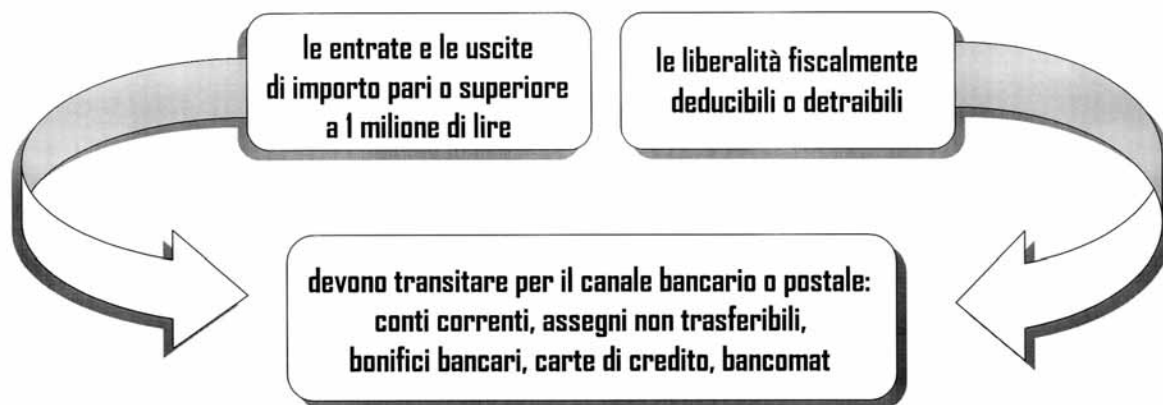 le entrate e le uscite
di importo pari o superiore
a 1 milione di lire
le liberalità fiscalmente
deducibili o detraibili
devono transitare per il canale bancario o postale:
conti correnti, assegni non trasferibili,
bonifici bancari, carte di credito, bancomat